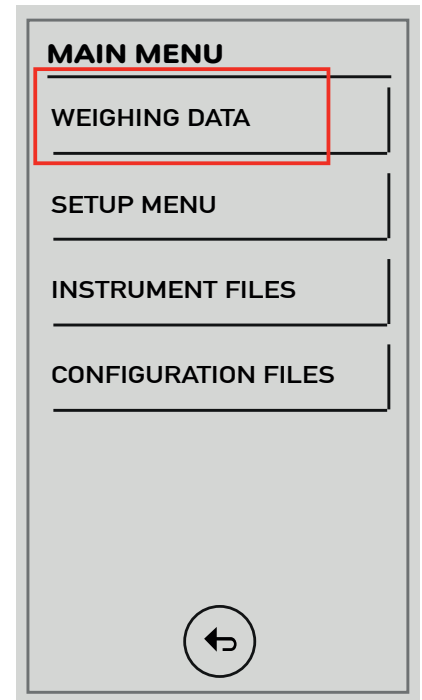 MAIN MENU
WEIGHING DATA
SETUP MENU
INSTRUMENT FILES
CONFIGURATION FILES